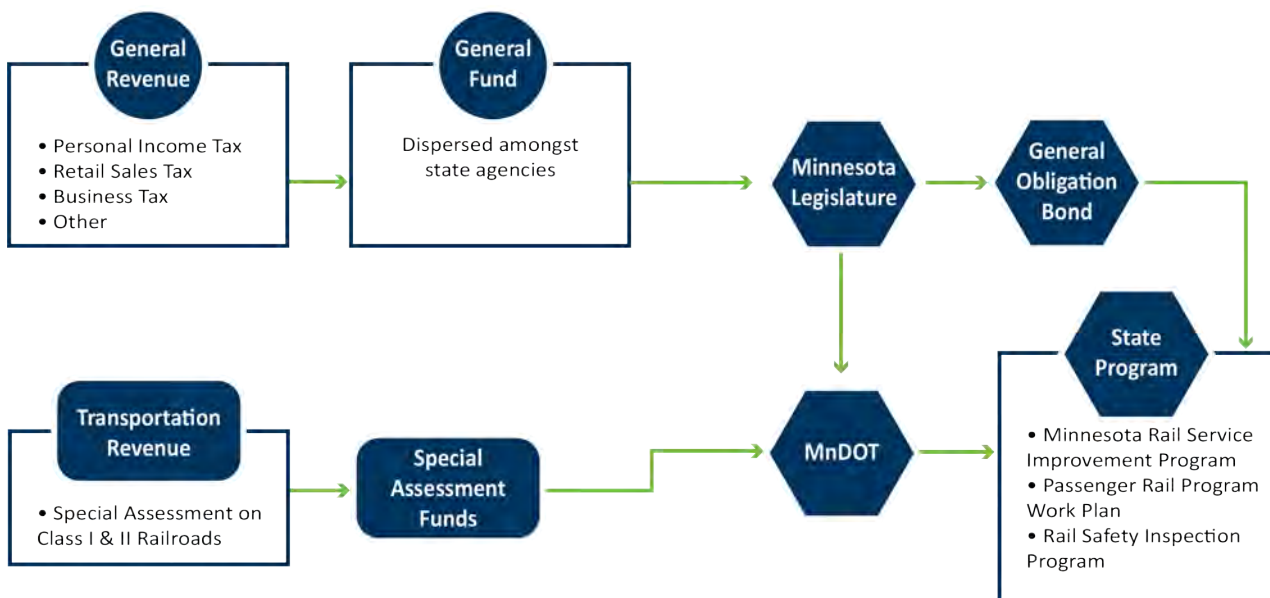 General
Revenue
• Personal Income Tax
• Retail Sales Tax
• Business Tax
• Other
General
Fund
Dispersed amongst
state agencies
Minnesota
Legislature
General
Obligation
Bond
Transportation
Revenue
• Special Assessment on
Class I & II Railroads
Special
Assessment
Funds
MnDOT
State
Program
• Minnesota Rail Service
Improvement Program
• Passenger Rail Program
Work Plan
• Rail Safety Inspection
Program